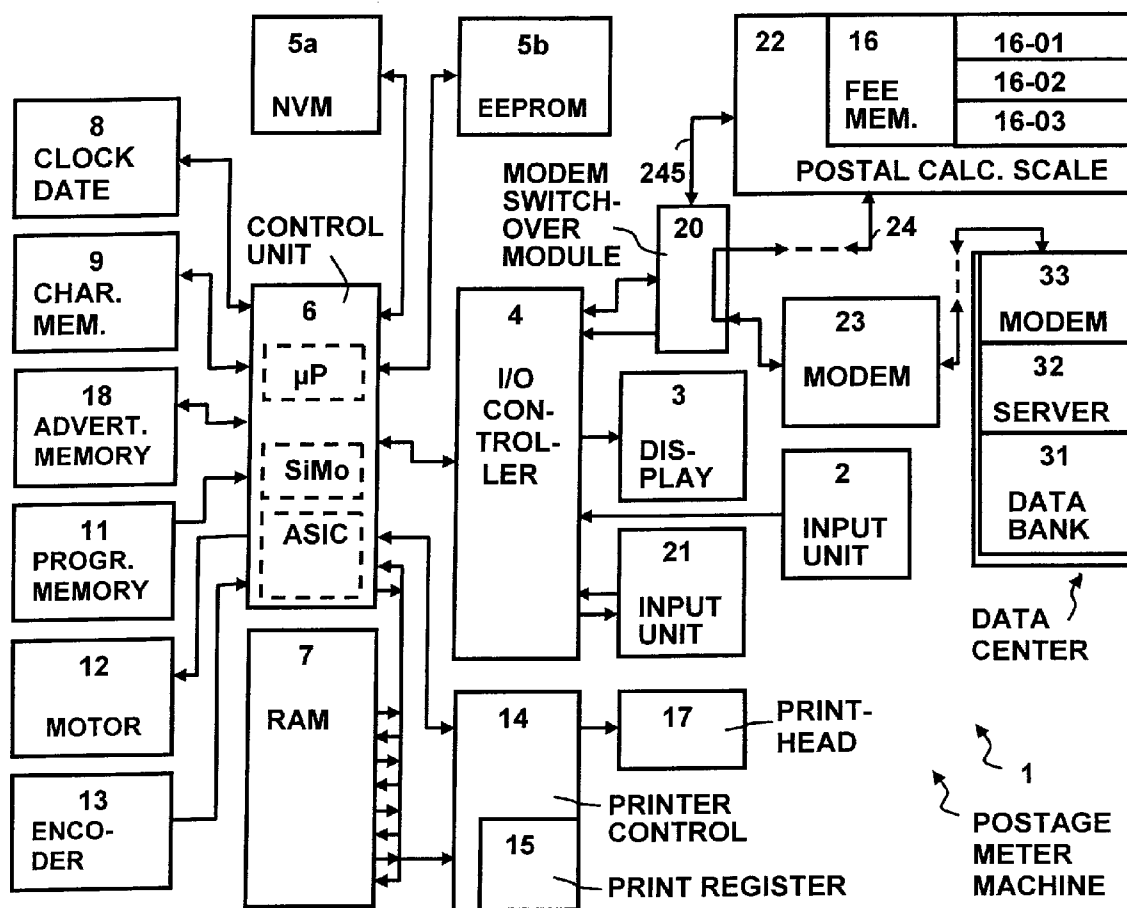 5a
NVM
5b
EEPROM
22
16
FEE
MEM.
16-01
16-02
16-03
POSTAL CALC. SCALE
8
CLOCK
DATE
245
MODEM
SWITCH-
OVER
MODULE
20
24
CONTROL
UNIT
9
CHAR.
MEM.
6
µP
SiMo
ASIC
4
I/O
CON-
TROL-
LER
23
MODEM
33
MODEM
32
SERVER
31
DATA
BANK
18
ADVERT.
MEMORY
3
DIS-
PLAY
2
INPUT
UNIT
11
PROGR.
MEMORY
21
INPUT
UNIT
DATA
CENTER
12
MOTOR
7
RAM
14
17
PRINT-
HEAD
1
13
ENCO-
DER
PRINTER
CONTROL
15
PRINT REGISTER
POSTAGE
METER
MACHINE